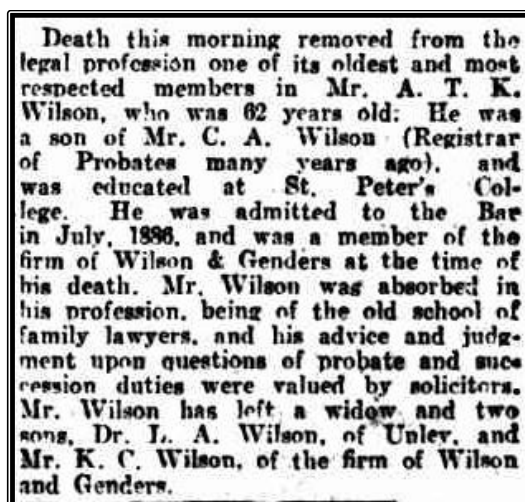 Death this morning removed from the
legal profession one of its oldest and most
respected members in Mr. A. T. K.
Wilson, who was 62 years old: He was
a son of Mr. C. A. Wilson (Registrar
of Probates many years ago), and
was educated at St. Peter's Col-
lege. He was admitted to the Bar
in July, 1886, and was a member of the
firm of Wilson & Genders at the time of
his death. Mr. Wilson was absorbed in
his profession, being of the old school of
family lawyers, and his advice and judg-
ment upon questions of probate and suc-
cession duties were valued by solicitors.
Mr. Wilson has left a widow and two
sons, Dr. L. A. Wilson, of Unley, and
Mr. K. C. Wilson, of the firm of Wilson
and Genders.